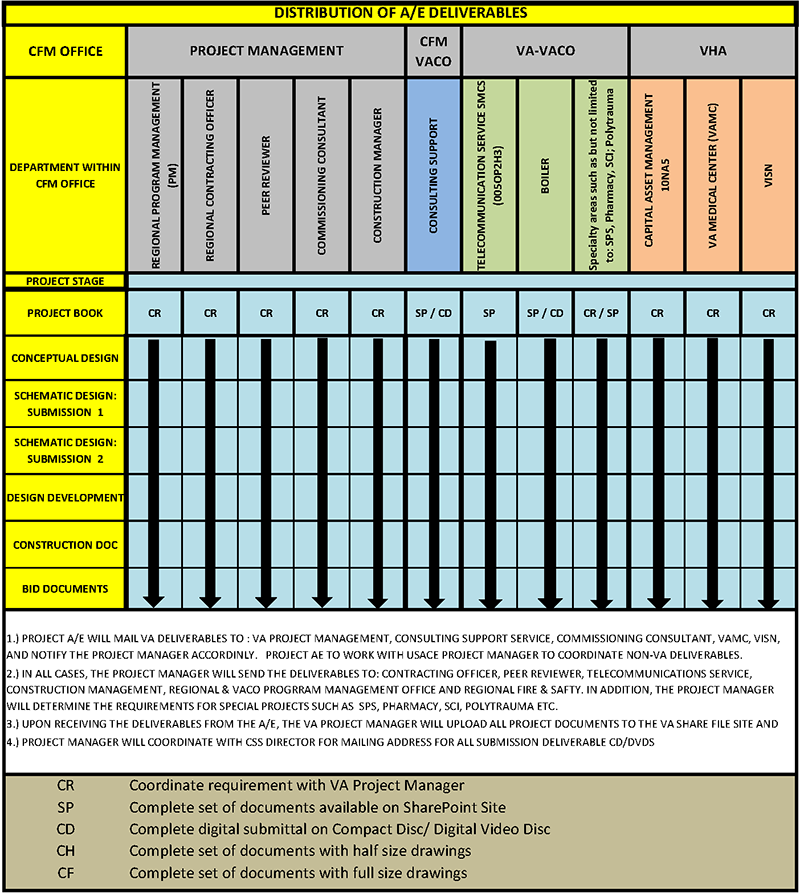 DISTRIBUTION OF A/E DELIVERABLES
CFM OFFICE
PROJECT MANAGEMENT
CFM
VACO
VA-VACO
VHA
DEPARTMENT WITHIN
CFM OFFICE
REGIONAL PROGRAM MANAGEMENT
(PM)
REGIONAL CONTRACTING OFFICER
PEER REVIEWER
COMMISSIONING CONSULTANT
CONSTRUCTION MANAGER
CONSULTING SUPPORT
TELECOMMUNICATION SERVICE SMCS
(005OP2H3)
BOILER
Specialty areas such as but not limited
to: SPS, Pharmacy, SCI; Polytrauma
CAPITAL ASSET MANAGEMENT
10NA5
VA MEDICAL CENTER (VAMC)
VISN
PROJECT STAGE
PROJECT BOOK
CR
CR
CR
CR
CR
SP / CD
SP
SP / CD
CR / SP
CR
CR
CR
CONCEPTUAL DESIGN
SCHEMATIC DESIGN:
SUBMISSION 1
SCHEMATIC DESIGN:
SUBMISSION 2
DESIGN DEVELOPMENT
CONSTRUCTION DOC
BID DOCUMENTS
1.) PROJECT A/E WILL MAIL VA DELIVERABLES TO : VA PROJECT MANAGEMENT, CONSULTING SUPPORT SERVICE, COMMISSIONING CONSULTANT, VAMC, VISN,
AND NOTIFY THE PROJECT MANAGER ACCORDINLY. PROJECT AE TO WORK WITH USACE PROJECT MANAGER TO COORDINATE NON-VA DELIVERABLES.
2.) IN ALL CASES, THE PROJECT MANAGER WILL SEND THE DELIVERABLES TO: CONTRACTING OFFICER, PEER REVIEWER, TELECOMMUNICATIONS SERVICE,
CONSTRUCTION MANAGEMENT, REGIONAL & VACO PROGRRAM MANAGEMENT OFFICE AND REGIONAL FIRE & SAFTY. IN ADDITION, THE PROJECT MANAGER
WILL DETERMINE THE REQUIREMENTS FOR SPECIAL PROJECTS SUCH AS SPS, PHARMACY, SCI, POLYTRAUMA ETC.
3.) UPON RECEIVING THE DELIVERABLES FROM THE A/E, THE VA PROJECT MANAGER WILL UPLOAD ALL PROJECT DOCUMENTS TO THE VA SHARE FILE SITE AND
4.) PROJECT MANAGER WILL COORDINATE WITH CSS DIRECTOR FOR MAILING ADDRESS FOR ALL SUBMISSION DELIVERABLE CD/DVDS
CR Coordinate requirement with VA Project Manager
SP Complete set of documents available on SharePoint Site
CD Complete digital submittal on Compact Disc/ Digital Video Disc
CH Complete set of documents with half size drawings
CF Complete set of documents with full size drawings